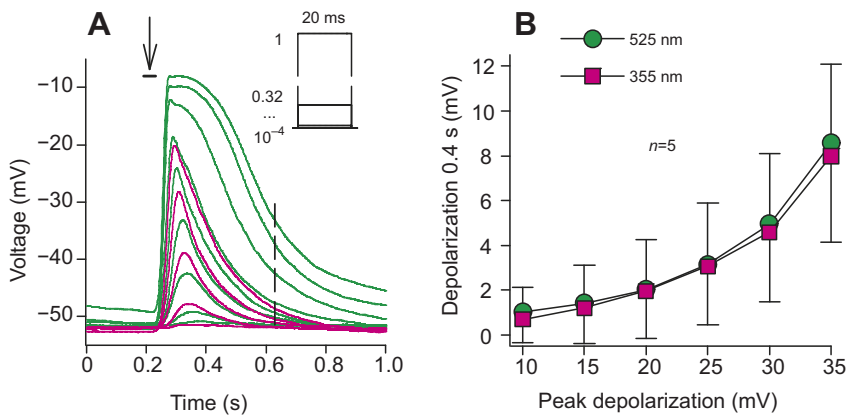 A
20 ms
1
0.32
...
10⁻⁴
−10
−20
−30
−40
−50
Voltage (mV)
0
0.2
0.4
0.6
0.8
1.0
Time (s)
B
525 nm
355 nm
n=5
12
10
8
6
4
2
0
Depolarization 0.4 s (mV)
10
15
20
25
30
35
Peak depolarization (mV)